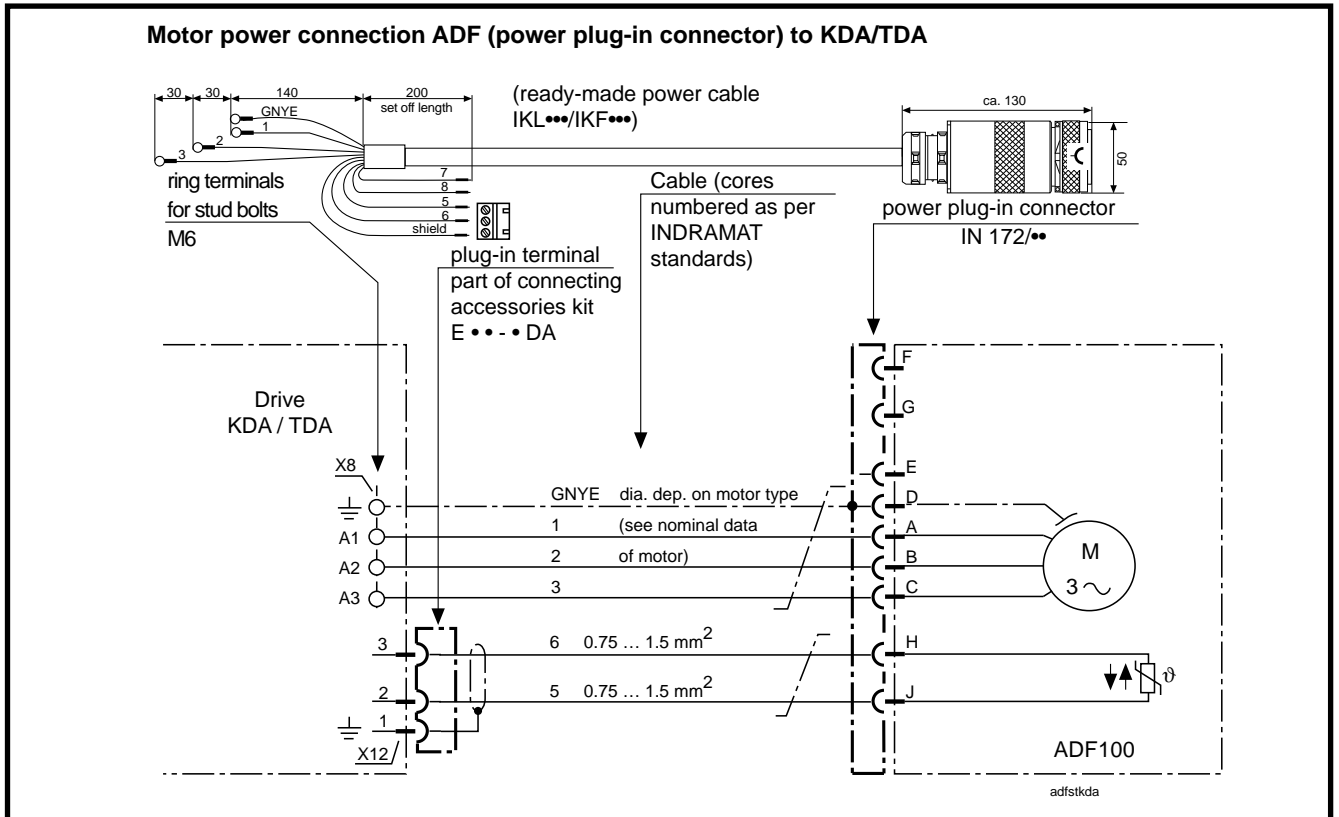 Motor power connection ADF (power plug-in connector) to KDA/TDA
30 30 140 200
set off length
GNYE
1
2
3
7
8
5
6
shield
(ready-made power cable
IKL•••/IKF•••)
ca. 130
50
ring terminals
for stud bolts
M6
plug-in terminal
part of connecting
accessories kit
E • • - • DA
Cable (cores
numbered as per
INDRAMAT
standards)
power plug-in connector
IN 172/••
Drive
KDA / TDA
X8
F
G
E
GNYE dia. dep. on motor type D
A1 1 (see nominal data A
A2 2 of motor) B
A3 3 C
M
3
3 6 0.75 … 1.5 mm² H
2 5 0.75 … 1.5 mm² J
ϑ
1
X12
ADF100
adfstkda